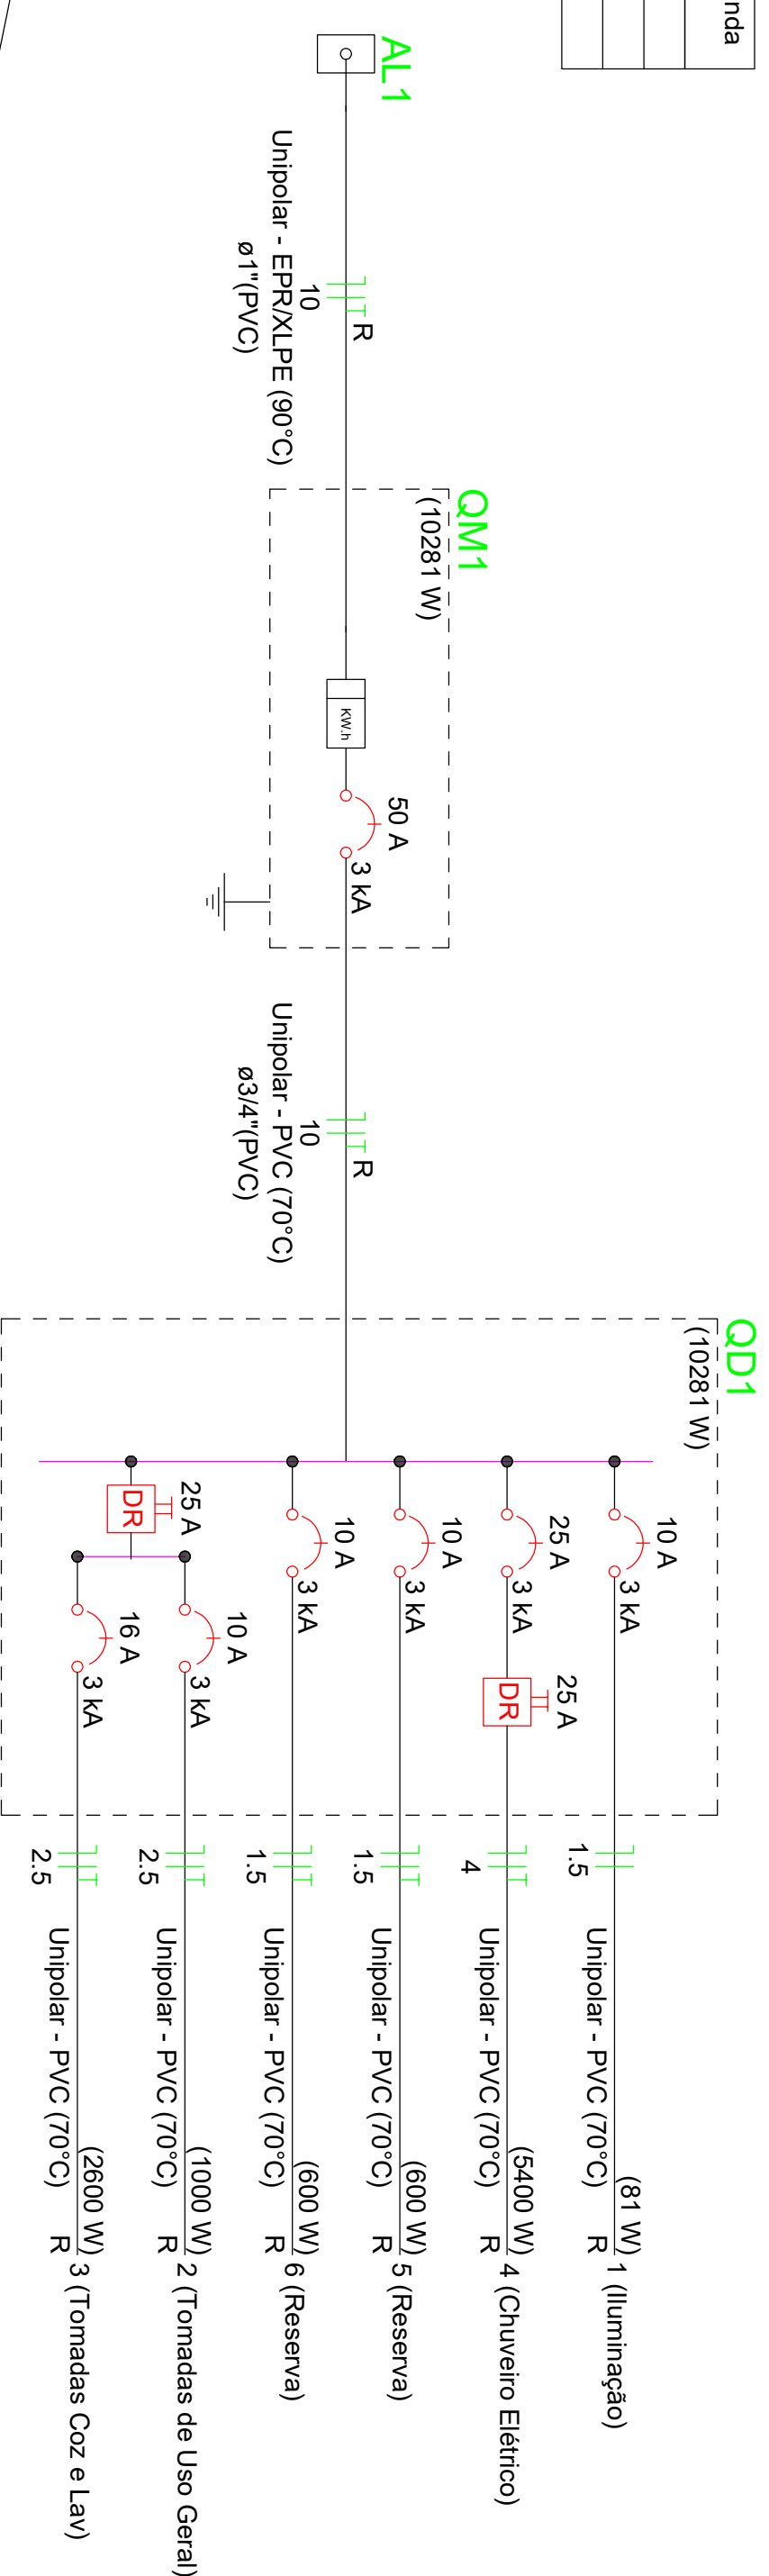 nda
AL1
R
10
Unipolar - EPR/XLPE (90°C)
ø1"(PVC)
QM1
(10281 W)
KW.h
50 A
3 kA
R
10
Unipolar - PVC (70°C)
ø3/4"(PVC)
QD1
(10281 W)
10 A
3 kA
1.5
Unipolar - PVC (70°C)
(81 W)
R
1 (Iluminação)
25 A
3 kA
25 A
DR
4
Unipolar - PVC (70°C)
(5400 W)
R
4 (Chuveiro Elétrico)
10 A
3 kA
1.5
Unipolar - PVC (70°C)
(600 W)
R
5 (Reserva)
10 A
3 kA
1.5
Unipolar - PVC (70°C)
(600 W)
R
6 (Reserva)
25 A
DR
10 A
3 kA
2.5
Unipolar - PVC (70°C)
(1000 W)
R
2 (Tomadas de Uso Geral)
16 A
3 kA
2.5
Unipolar - PVC (70°C)
(2600 W)
R
3 (Tomadas Coz e Lav)